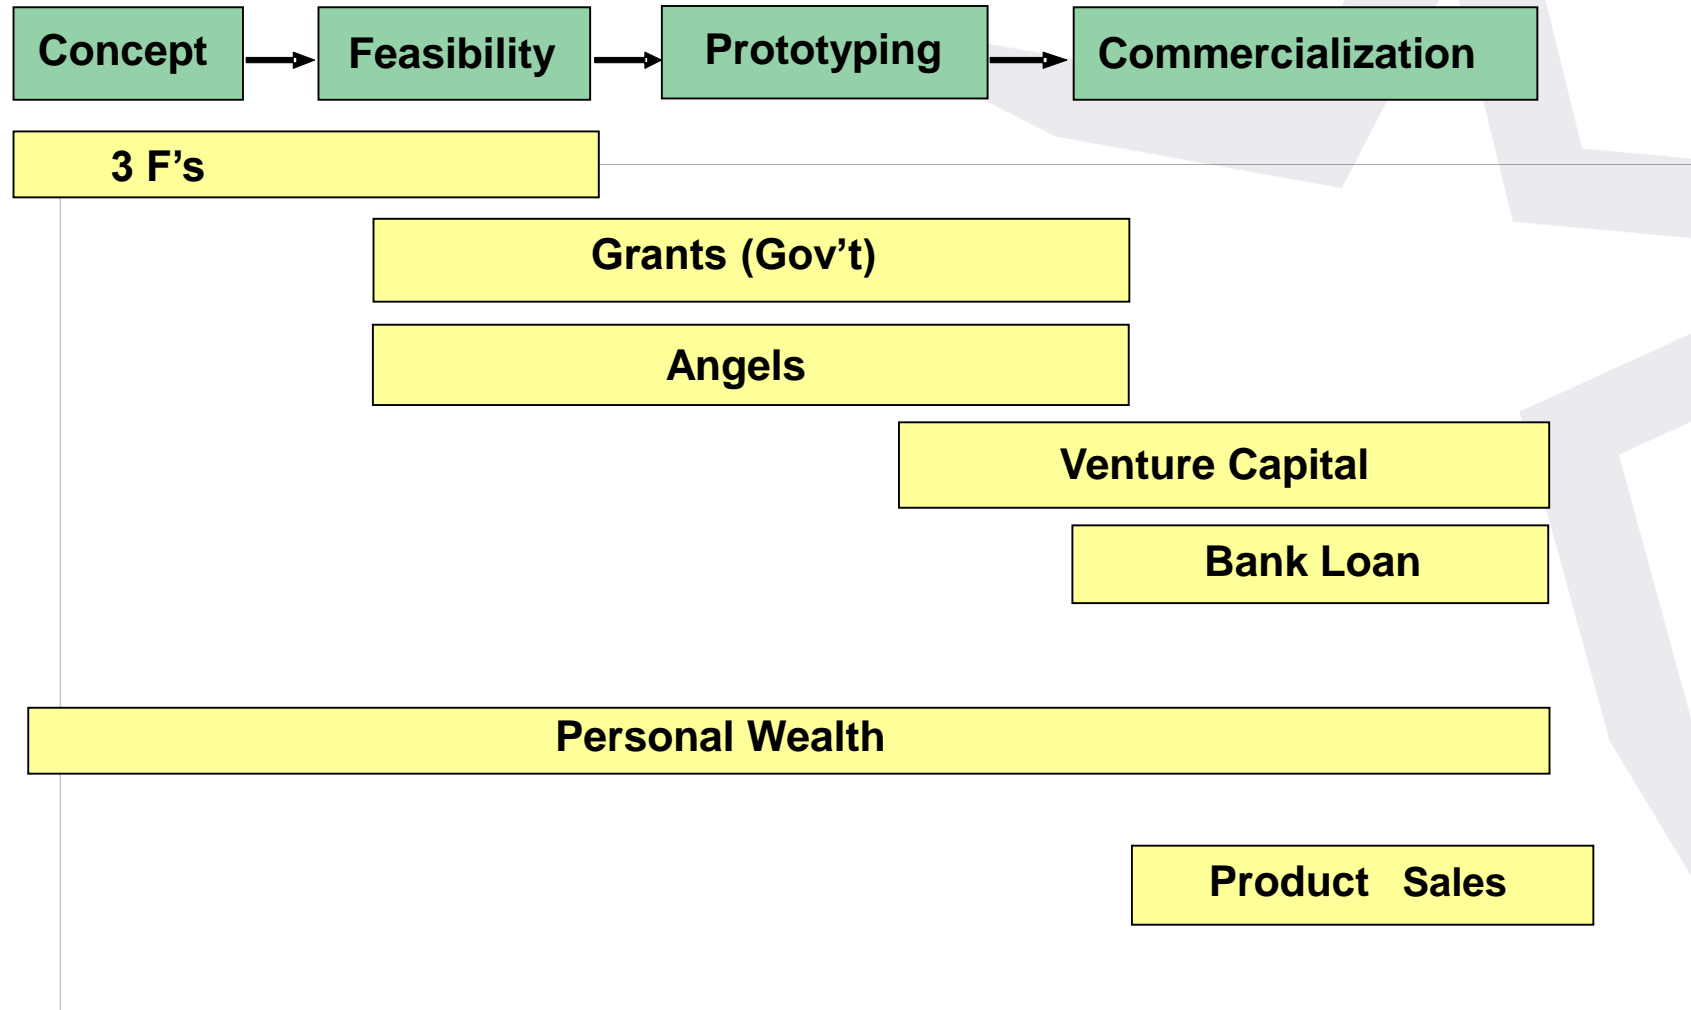 Concept
Feasibility
Prototyping
Commercialization
3 F’s
Grants (Gov’t)
Angels
Venture Capital
Bank Loan
Personal Wealth
Product Sales